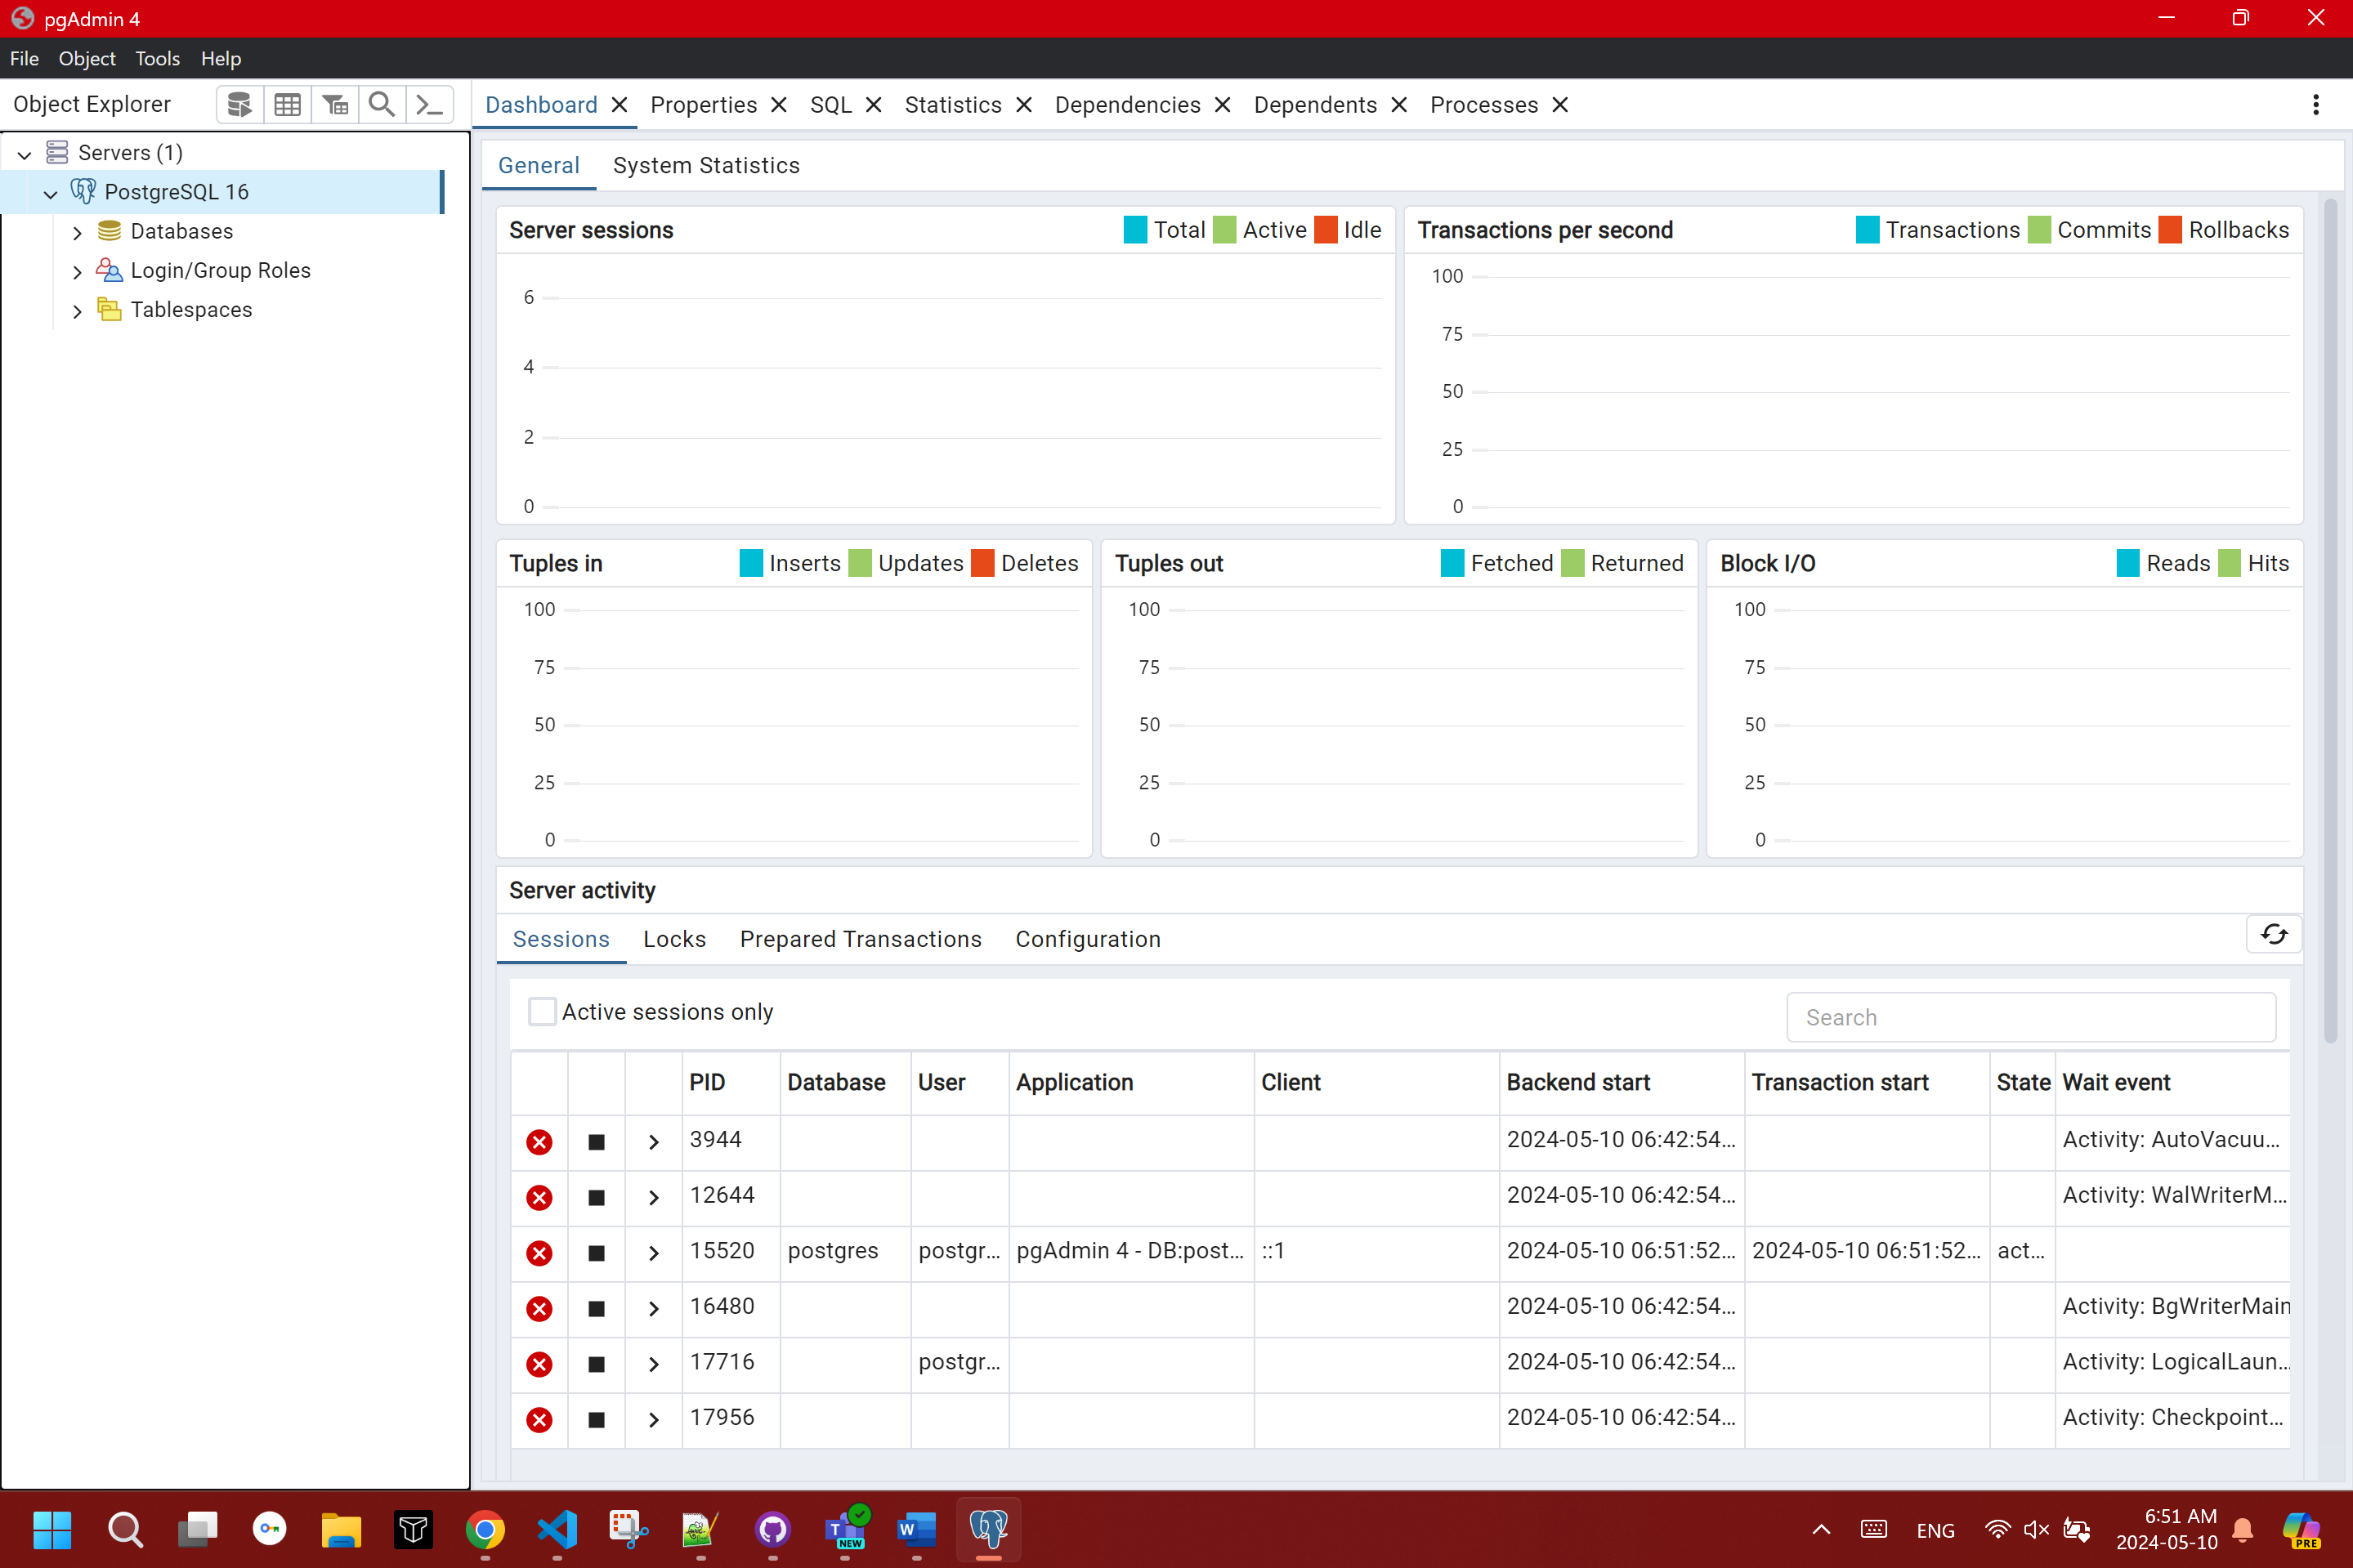 pgAdmin 4
File Object Tools Help
Object Explorer
Dashboard Properties SQL Statistics Dependencies Dependents Processes
Servers (1)
PostgreSQL 16
Databases
Login/Group Roles
Tablespaces
General System Statistics
Server sessions Total Active Idle
6
4
2
0
Transactions per second Transactions Commits Rollbacks
100
75
50
25
0
Tuples in Inserts Updates Deletes
100
75
50
25
0
Tuples out Fetched Returned
100
75
50
25
0
Block I/O Reads Hits
100
75
50
25
0
Server activity
Sessions Locks Prepared Transactions Configuration
Active sessions only
Search
PID Database User Application Client Backend start Transaction start State Wait event
3944 2024-05-10 06:42:54... Activity: AutoVacuu...
12644 2024-05-10 06:42:54... Activity: WalWriterM...
15520 postgres postgr... pgAdmin 4 - DB:post... ::1 2024-05-10 06:51:52... 2024-05-10 06:51:52... act...
16480 2024-05-10 06:42:54... Activity: BgWriterMain
17716 postgr... 2024-05-10 06:42:54... Activity: LogicalLaun...
17956 2024-05-10 06:42:54... Activity: Checkpoint...
T NEW
W
ENG
6:51 AM
2024-05-10
PRE